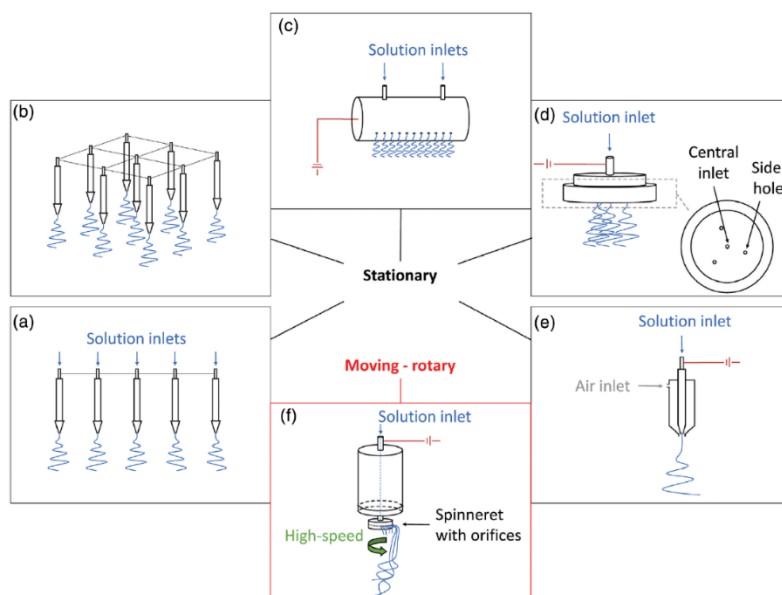 (c)
Solution inlets
(b)
(d)
Solution inlet
Central
inlet
Side
hole
Stationary
(a)
Solution inlets
(e)
Solution inlet
Air inlet
Moving - rotary
(f)
Solution inlet
High-speed
Spinneret
with orifices